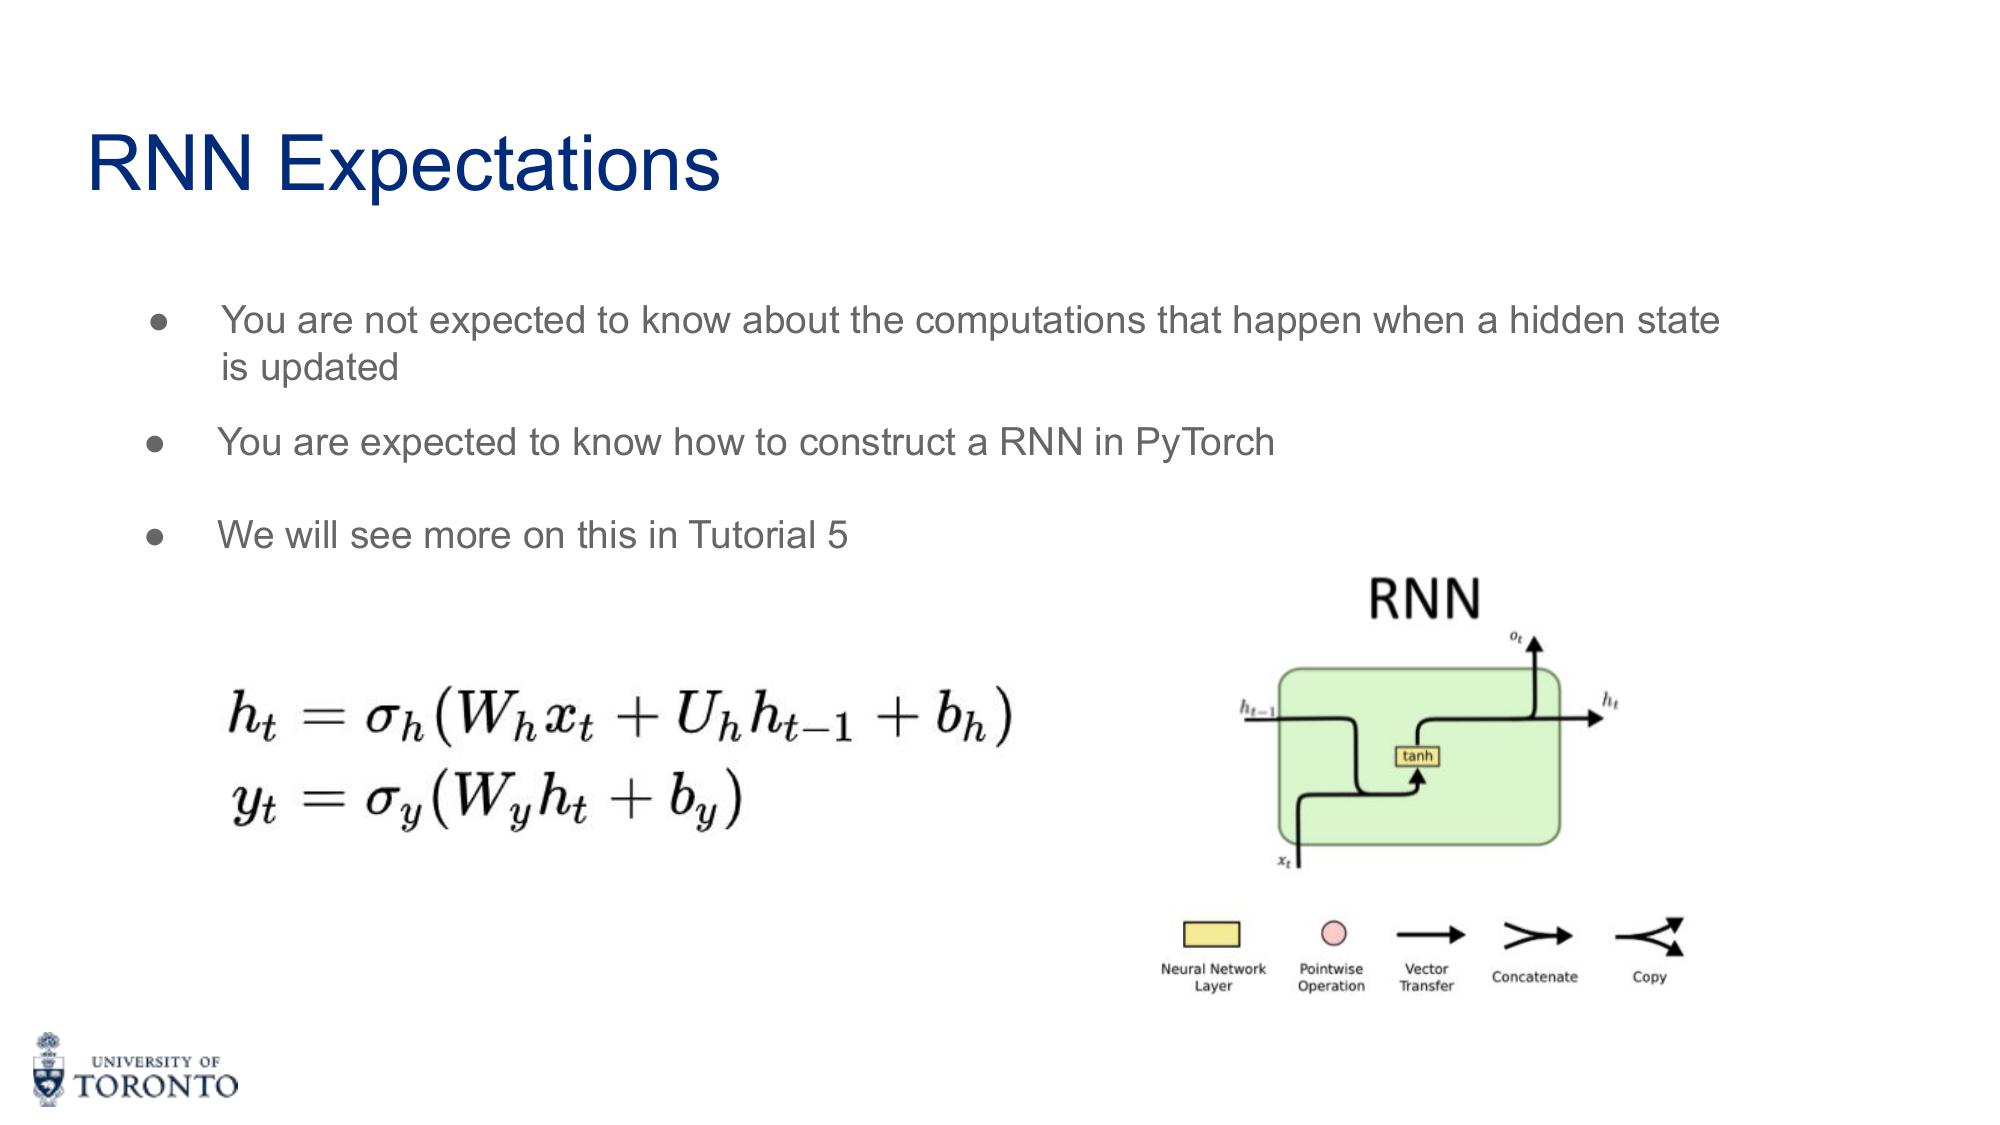 RNN Expectations
● You are not expected to know about the computations that happen when a hidden state
is updated
● You are expected to know how to construct a RNN in PyTorch
● We will see more on this in Tutorial 5
h_t = σ_h(W_h x_t + U_h h_{t−1} + b_h)
y_t = σ_y(W_y h_t + b_y)
RNN
o_t
h_{t−1}
h_t
tanh
x_t
Neural Network
Layer
Pointwise
Operation
Vector
Transfer
Concatenate
Copy
UNIVERSITY OF
TORONTO